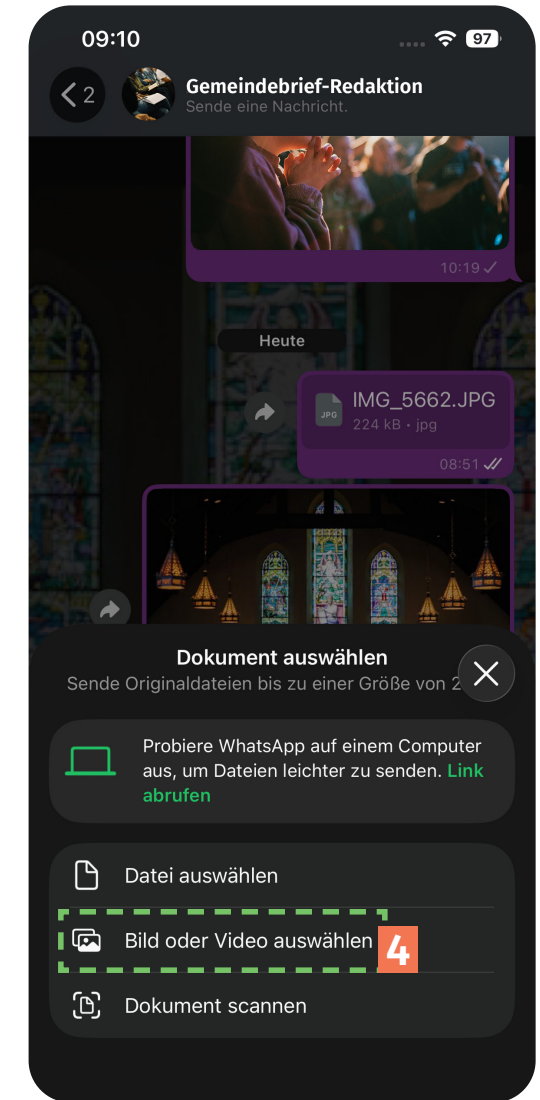 09:10
97
2
Gemeindebrief-Redaktion
Sende eine Nachricht.
10:19
Heute
JPG
IMG_5662.JPG
224 kB • jpg
08:51
Dokument auswählen
Sende Originaldateien bis zu einer Größe von 2
Probiere WhatsApp auf einem Computer
aus, um Dateien leichter zu senden. Link
abrufen
Datei auswählen
Bild oder Video auswählen
4
Dokument scannen